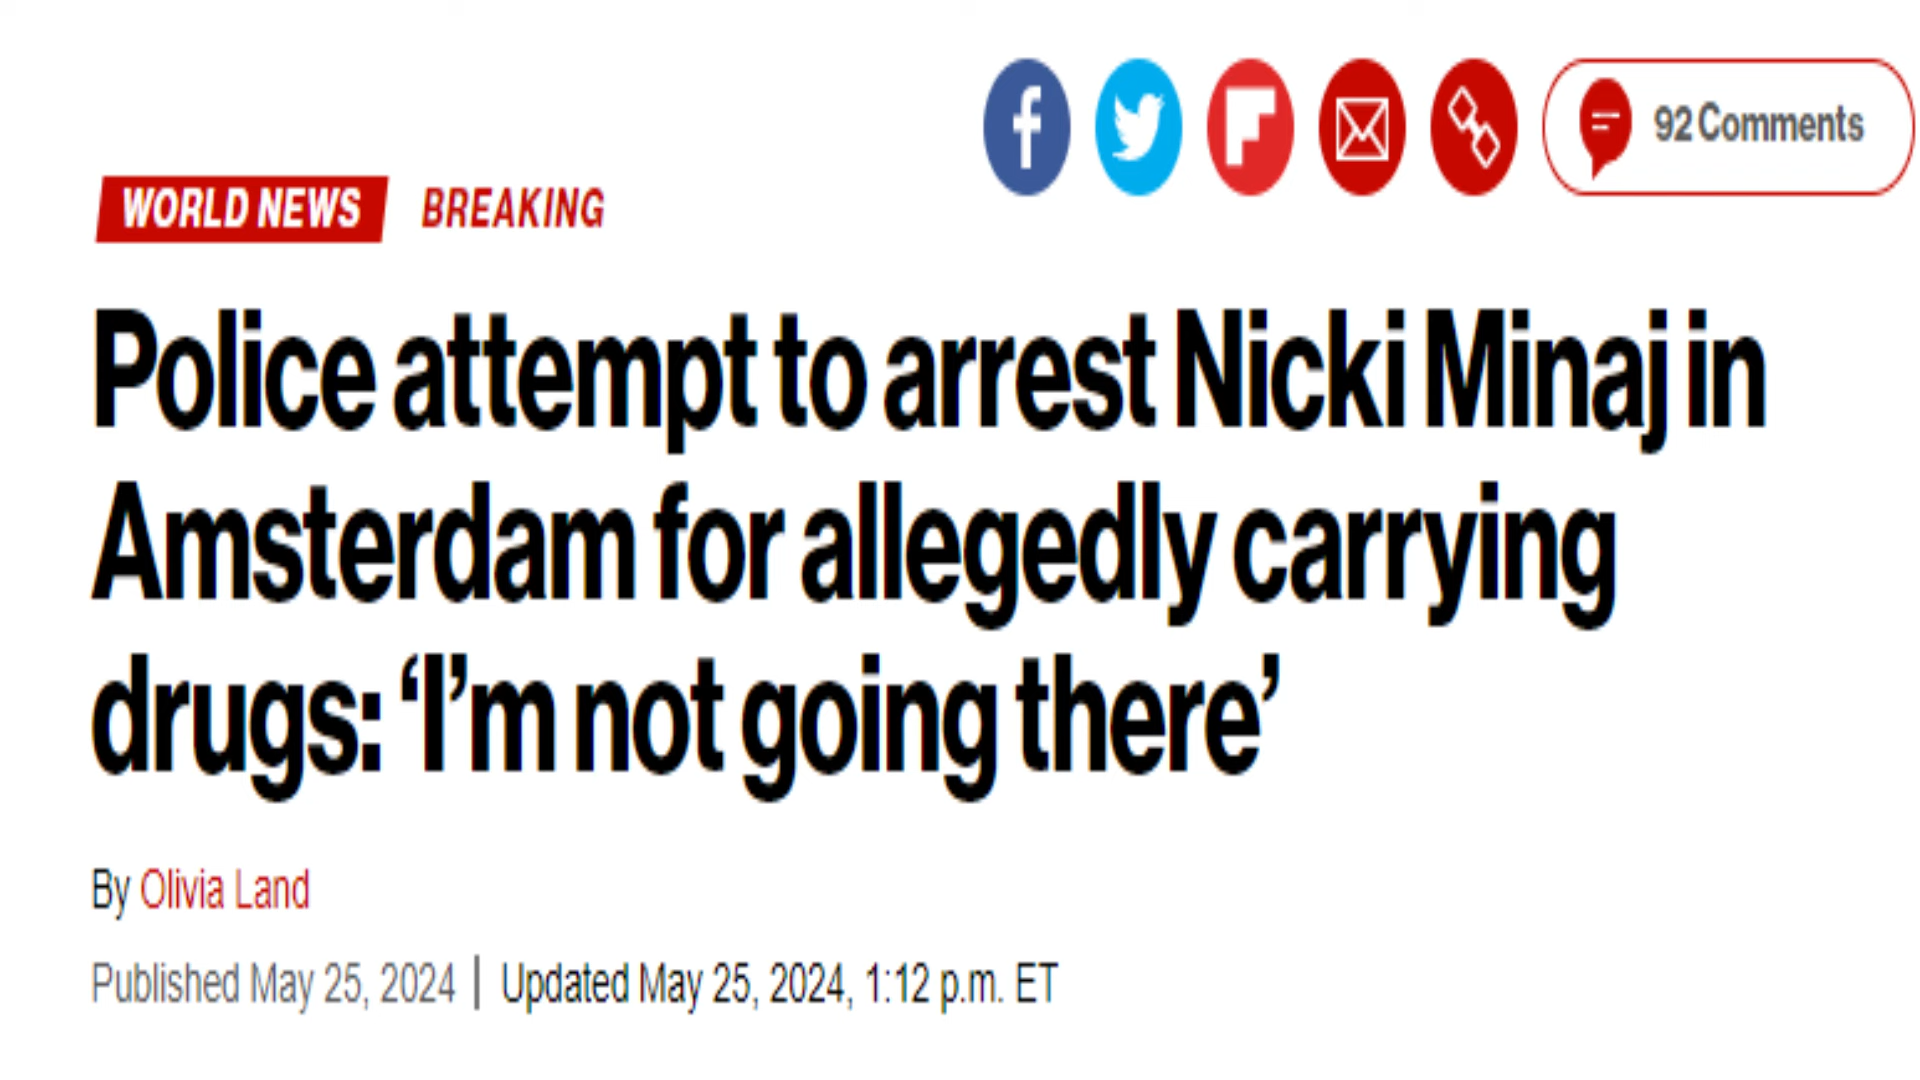 92 Comments
WORLD NEWS BREAKING
Police attempt to arrest Nicki Minaj in
Amsterdam for allegedly carrying
drugs: ‘I’m not going there’
By Olivia Land
Published May 25, 2024 | Updated May 25, 2024, 1:12 p.m. ET